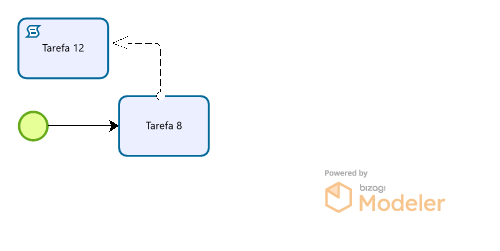 Tarefa 12
Tarefa 8
Powered by
bizagi
Modeler